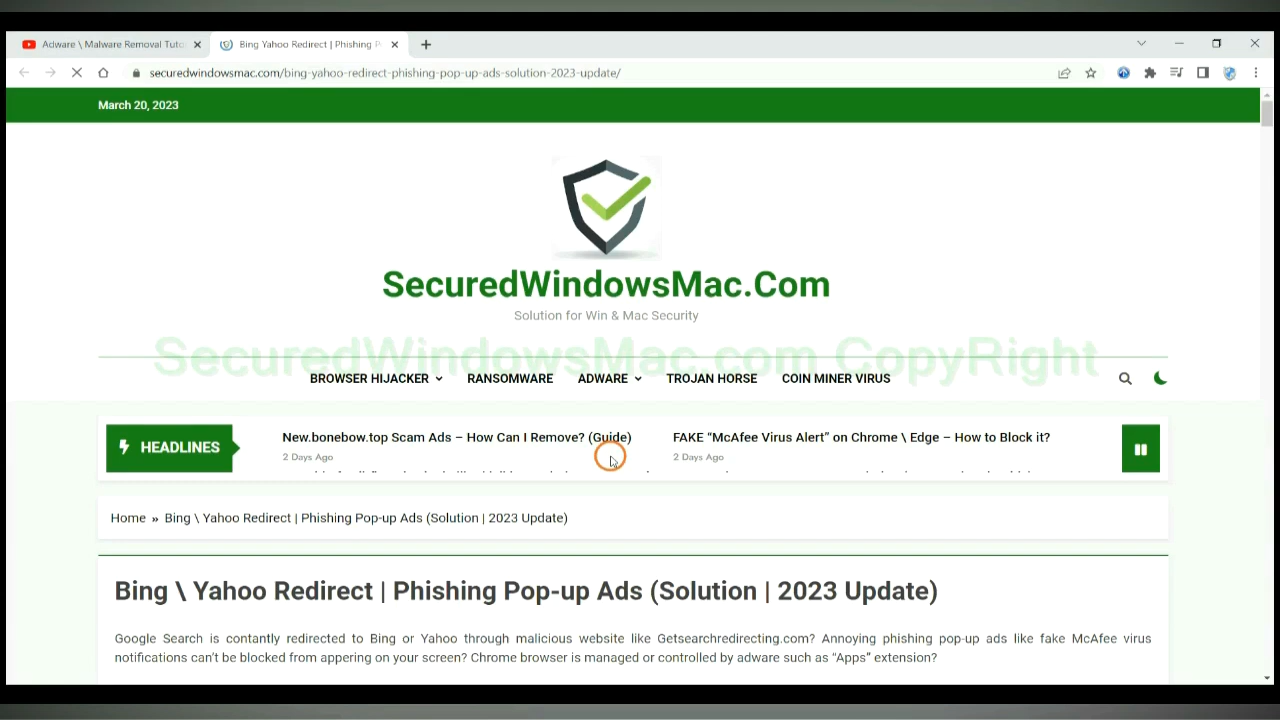 Adware \ Malware Removal Tuto
Bing Yahoo Redirect | Phishing P
securedwindowsmac.com/bing-yahoo-redirect-phishing-pop-up-ads-solution-2023-update/
March 20, 2023
SecuredWindowsMac.Com
Solution for Win & Mac Security
SecuredWindowsMac.com CopyRight
BROWSER HIJACKER RANSOMWARE ADWARE TROJAN HORSE COIN MINER VIRUS
HEADLINES
New.bonebow.top Scam Ads – How Can I Remove? (Guide)
2 Days Ago
FAKE “McAfee Virus Alert” on Chrome \ Edge – How to Block it?
2 Days Ago
Home » Bing \ Yahoo Redirect | Phishing Pop-up Ads (Solution | 2023 Update)
Bing \ Yahoo Redirect | Phishing Pop-up Ads (Solution | 2023 Update)
Google Search is contantly redirected to Bing or Yahoo through malicious website like Getsearchredirecting.com? Annoying phishing pop-up ads like fake McAfee virus
notifications can’t be blocked from appering on your screen? Chrome browser is managed or controlled by adware such as “Apps” extension?